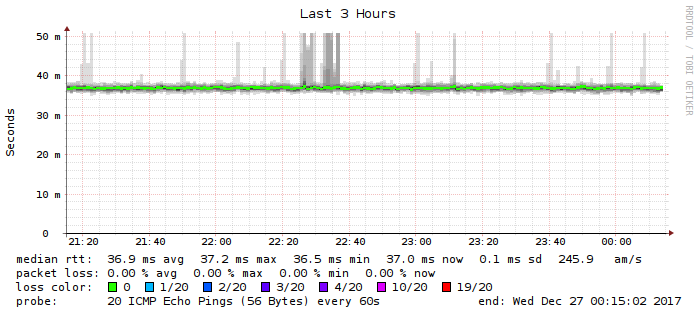 Last 3 Hours
RRDTOOL / TOBI OETIKER
Seconds
50 m
40 m
30 m
20 m
10 m
0
21:20 21:40 22:00 22:20 22:40 23:00 23:20 23:40 00:00
median rtt: 36.9 ms avg 37.2 ms max 36.5 ms min 37.0 ms now 0.1 ms sd 245.9 am/s
packet loss: 0.00 % avg 0.00 % max 0.00 % min 0.00 % now
loss color: 0 1/20 2/20 3/20 4/20 10/20 19/20
probe: 20 ICMP Echo Pings (56 Bytes) every 60s end: Wed Dec 27 00:15:02 2017